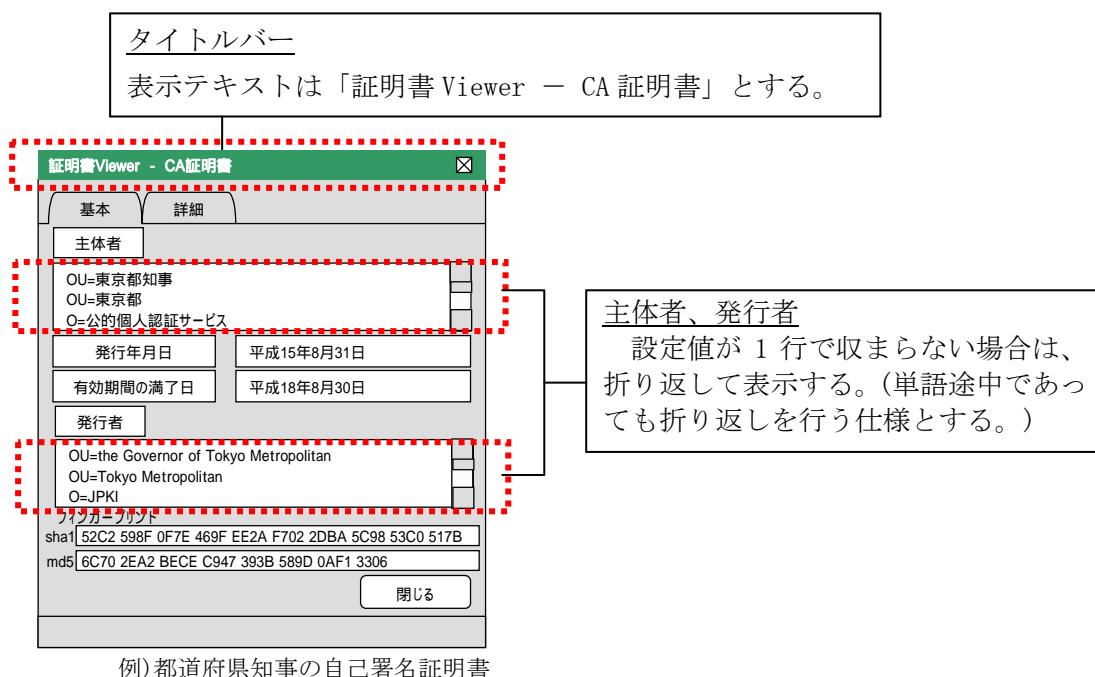 タイトルバー
表示テキストは「証明書 Viewer － CA 証明書」とする。
証明書Viewer - CA証明書
基本 詳細
主体者
OU=東京都知事
OU=東京都
O=公的個人認証サービス
発行年月日 平成15年8月31日
有効期間の満了日 平成18年8月30日
発行者
OU=the Governor of Tokyo Metropolitan
OU=Tokyo Metropolitan
O=JPKI
フィンガープリント
sha1 52C2 598F 0F7E 469F EE2A F702 2DBA 5C98 53C0 517B
md5 6C70 2EA2 BECE C947 393B 589D 0AF1 3306
閉じる
主体者、発行者
設定値が 1 行で収まらない場合は、
折り返して表示する。（単語途中であっ
ても折り返しを行う仕様とする。）
例)都道府県知事の自己署名証明書